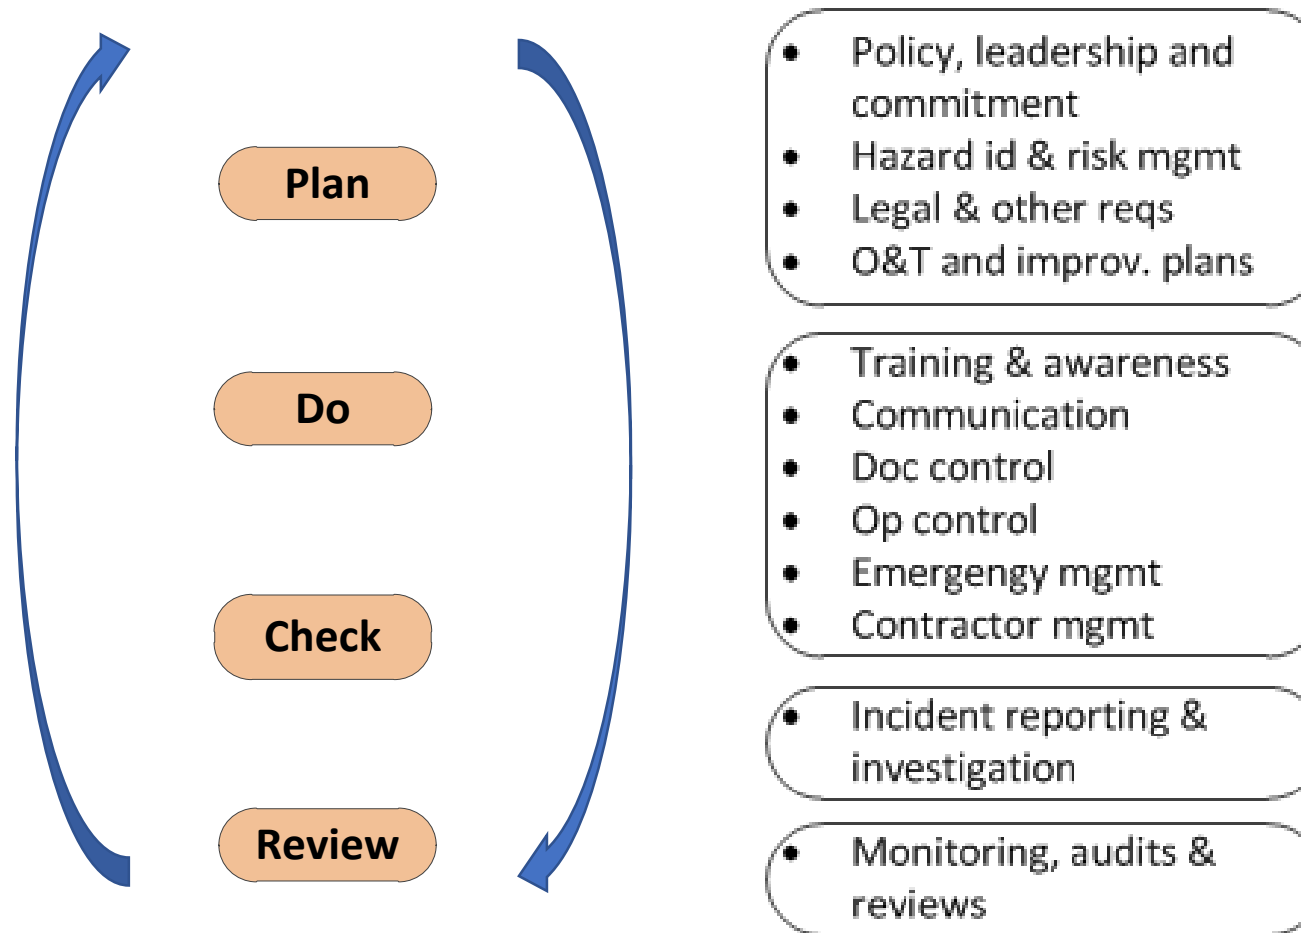 Plan
Do
Check
Review
• Policy, leadership and
commitment
• Hazard id & risk mgmt
• Legal & other reqs
• O&T and improv. plans
• Training & awareness
• Communication
• Doc control
• Op control
• Emergengy mgmt
• Contractor mgmt
• Incident reporting &
investigation
• Monitoring, audits &
reviews